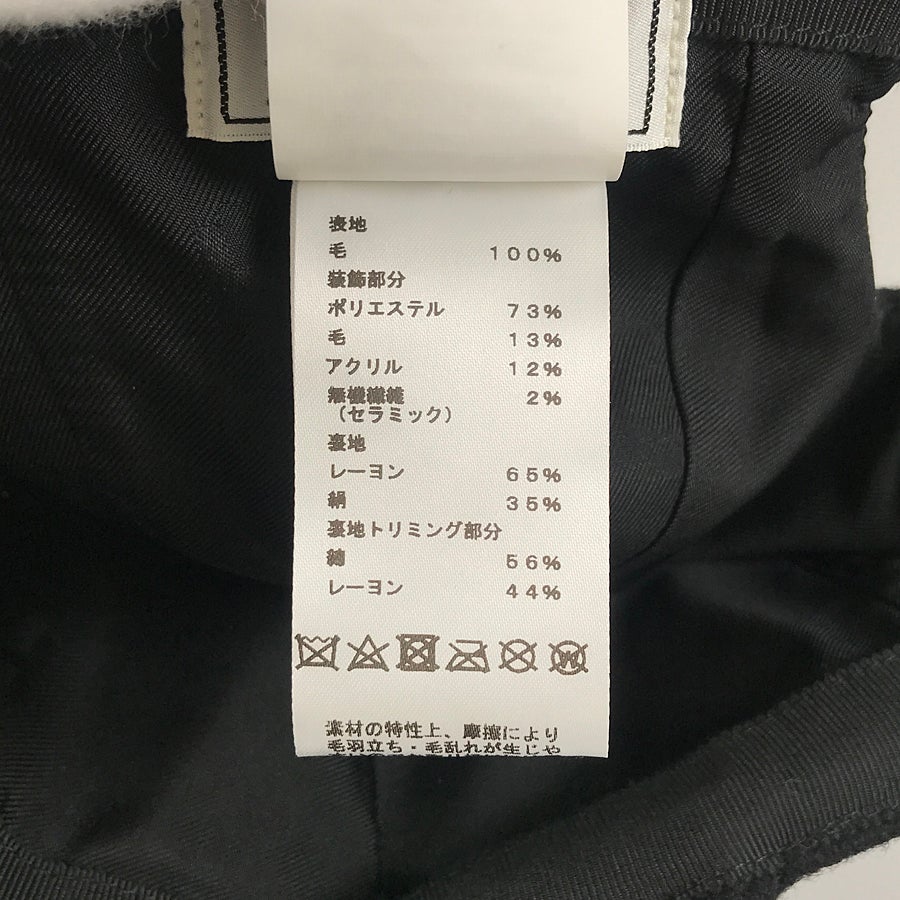 表地
毛 100%
装飾部分
ポリエステル 73%
毛 13%
アクリル 12%
無機繊維 2%
(セラミック)
裏地
レーヨン 65%
絹 35%
裏地トリミング部分
綿 56%
レーヨン 44%
素材の特性上、摩擦により
毛羽立ち・毛乱れが生じや